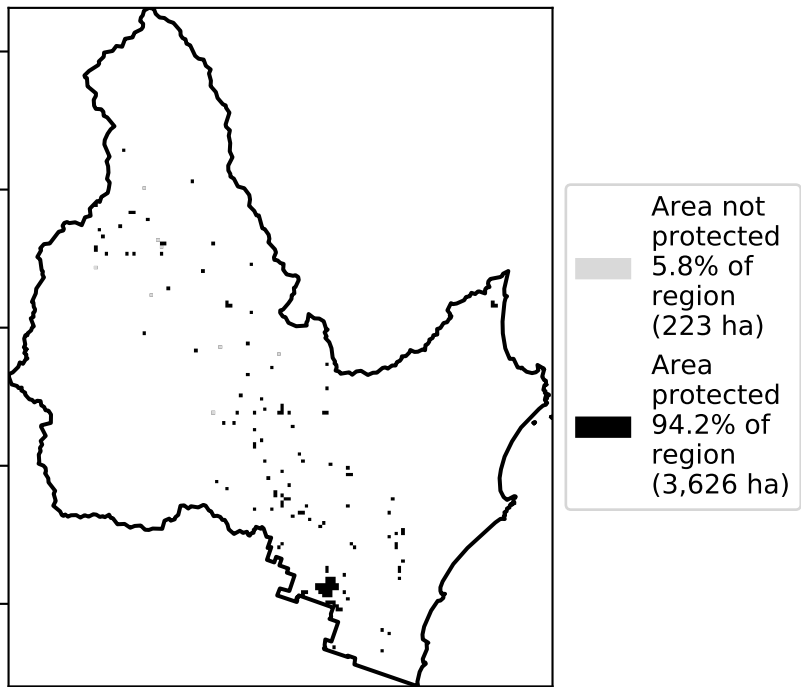 Area not
protected
5.8% of
region
(223 ha)
Area
protected
94.2% of
region
(3,626 ha)